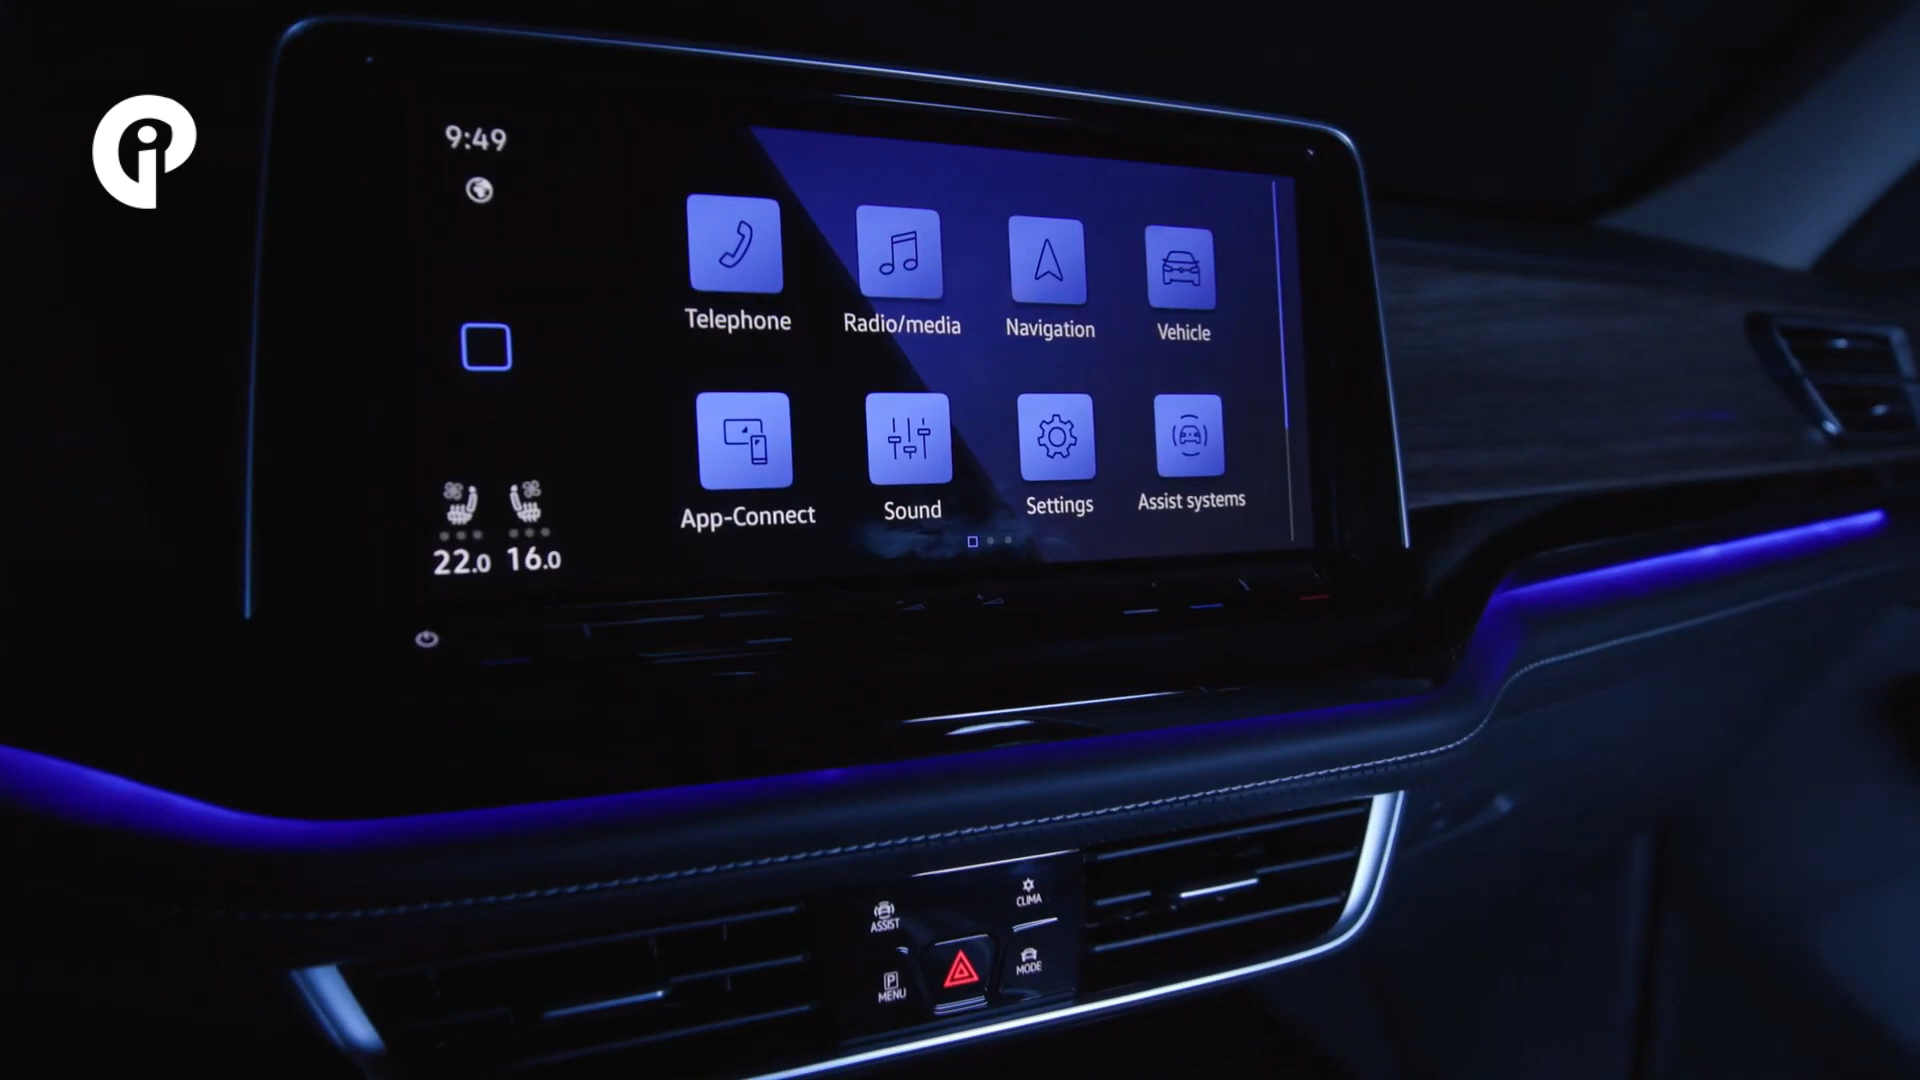 9:49
Telephone
Radio/media
Navigation
Vehicle
App-Connect
Sound
Settings
Assist systems
22.0 16.0
ASSIST
CLIMA
P
MENU
MODE